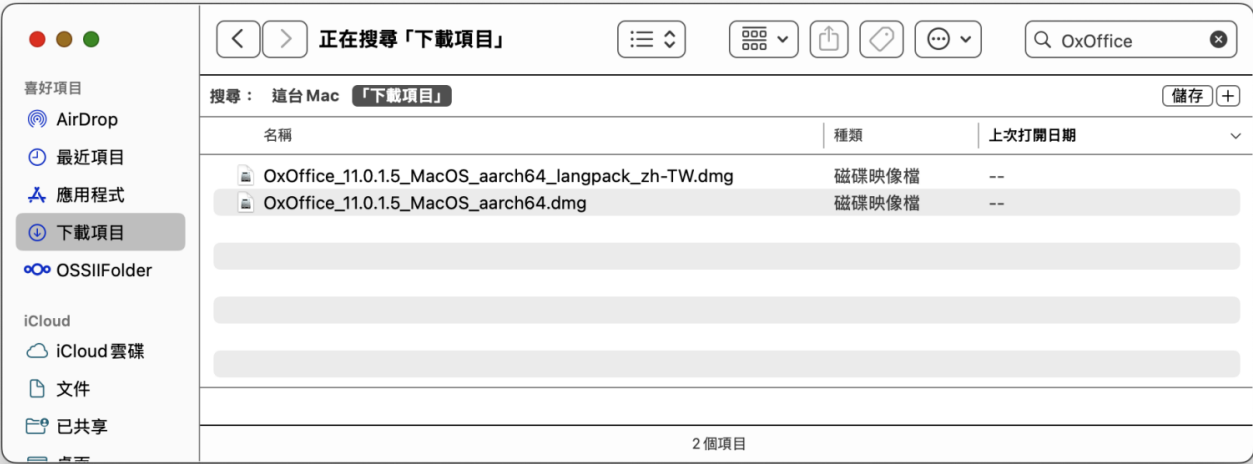 正在搜尋「下載項目」
OxOffice
喜好項目
AirDrop
最近項目
應用程式
下載項目
OSSIIFolder
iCloud
iCloud雲碟
文件
已共享
搜尋： 這台Mac 「下載項目」 儲存
名稱 種類 上次打開日期
OxOffice_11.0.1.5_MacOS_aarch64_langpack_zh-TW.dmg 磁碟映像檔 --
OxOffice_11.0.1.5_MacOS_aarch64.dmg 磁碟映像檔 --
2個項目